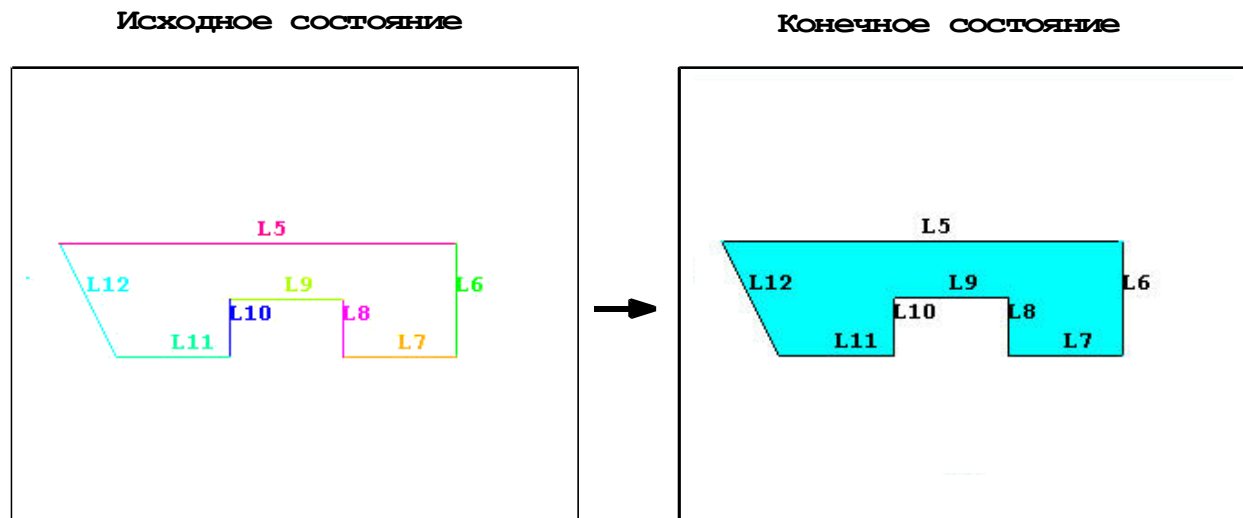 Исходное состояние
Конечное состояние
L5
L12
L9
L6
L10
L8
L11
L7
L5
L12
L9
L6
L10
L8
L11
L7